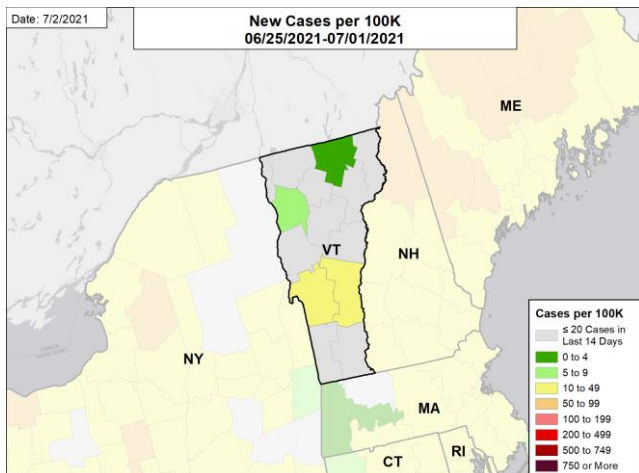 Date: 7/2/2021
New Cases per 100K
06/25/2021-07/01/2021
ME
VT
NH
NY
MA
CT
RI
Cases per 100K
≤ 20 Cases in
Last 14 Days
0 to 4
5 to 9
10 to 49
50 to 99
100 to 199
200 to 499
500 to 749
750 or More